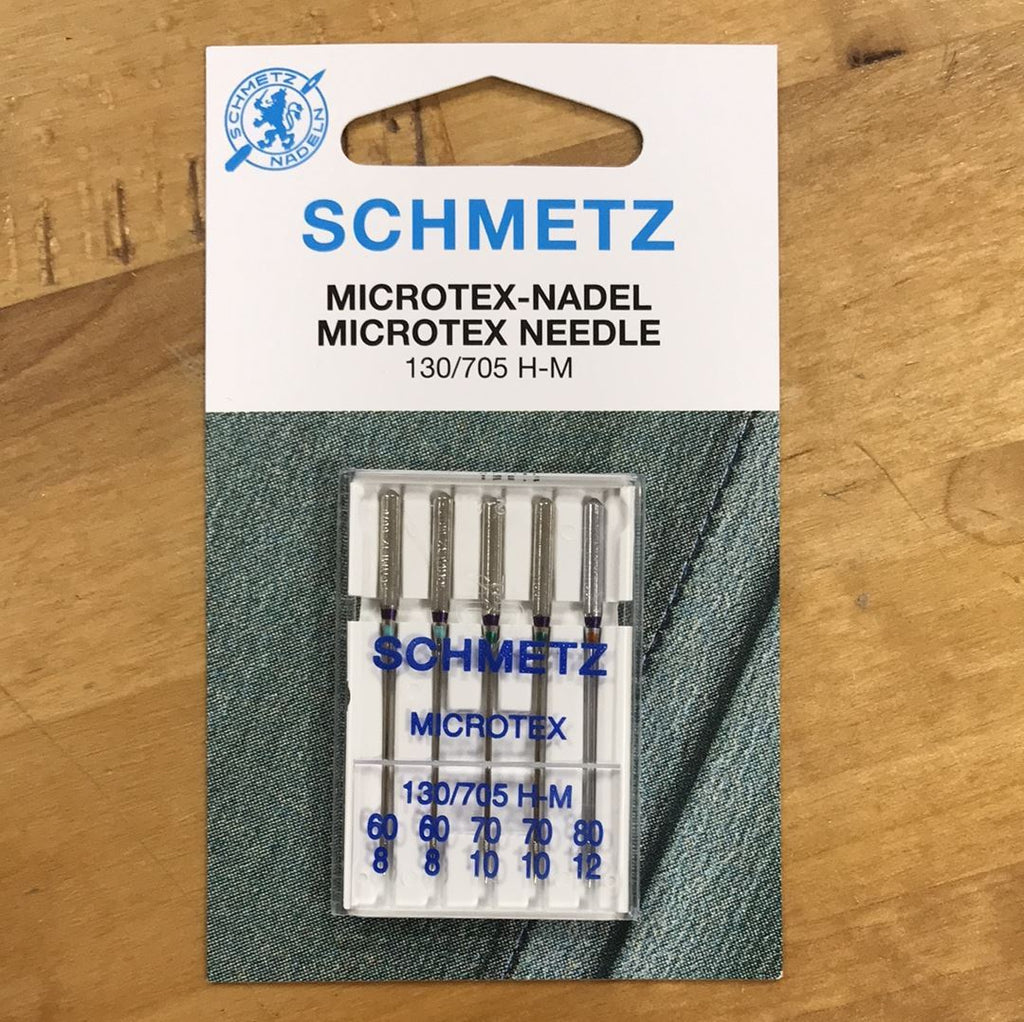 SCHMETZ
NADELN
SCHMETZ
MICROTEX-NADEL
MICROTEX NEEDLE
130/705 H-M
SCHMETZ
MICROTEX
130/705 H-M
60 60 70 70 80
8 8 10 10 12